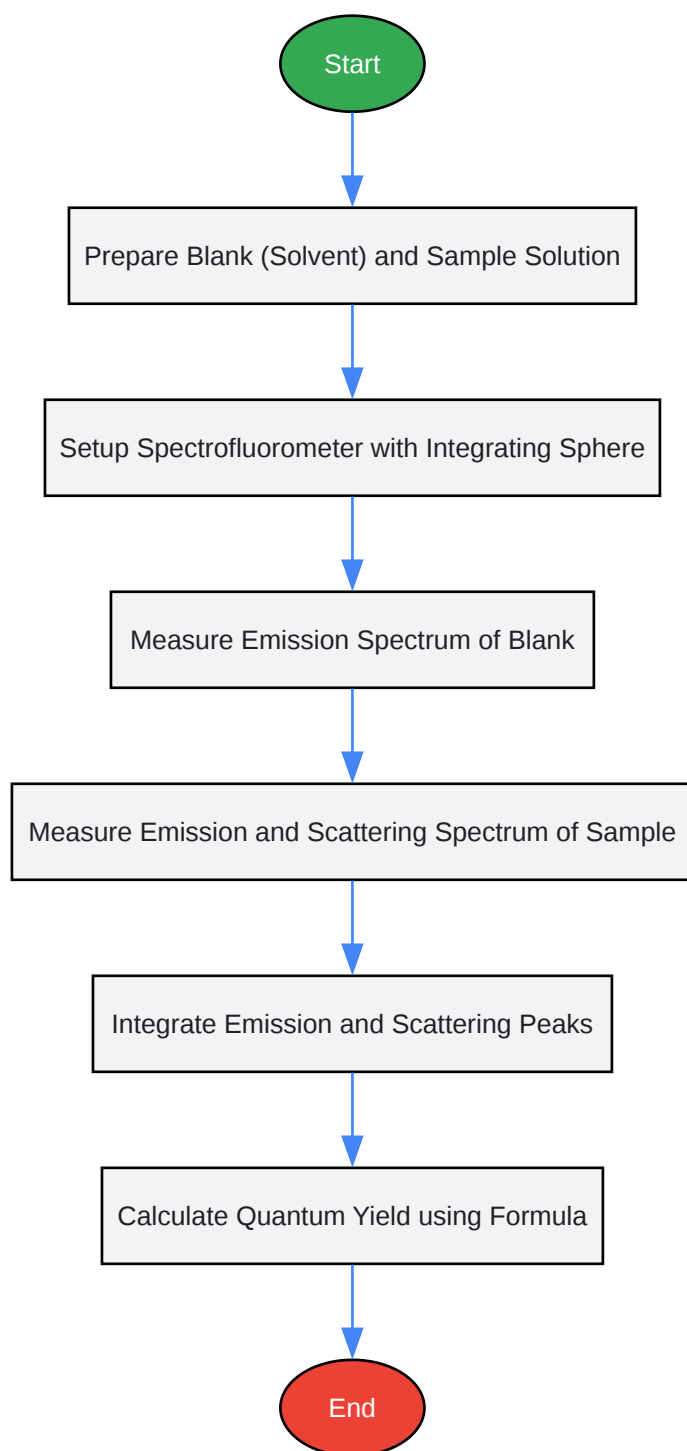 Start
Prepare Blank (Solvent) and Sample Solution
Setup Spectrofluorometer with Integrating Sphere
Measure Emission Spectrum of Blank
Measure Emission and Scattering Spectrum of Sample
Integrate Emission and Scattering Peaks
Calculate Quantum Yield using Formula
End